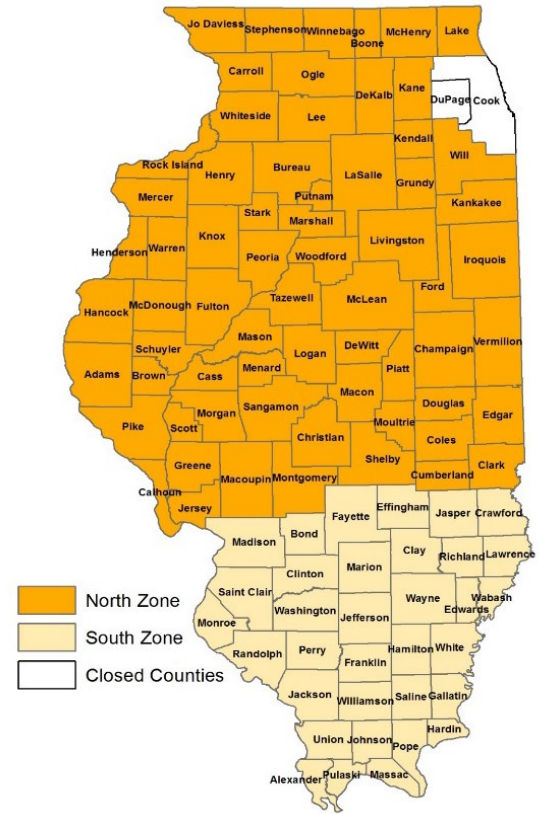 Jo Daviess Stephenson Winnebago Boone McHenry Lake
Carroll Ogle DeKalb Kane DuPage Cook
Whiteside Lee
Kendall Will
Rock Island Henry Bureau LaSalle Grundy
Mercer Putnam Kankakee
Stark Marshall
Henderson Warren Knox Peoria Woodford Livingston Iroquois
Hancock McDonough Fulton Tazewell McLean Ford
Schuyler Mason Logan DeWitt Champaign Vermilion
Adams Brown Cass Menard Piatt
Macon
Pike Scott Morgan Sangamon Christian Moultrie Douglas Edgar
Coles
Greene Macoupin Montgomery Shelby Cumberland Clark
Calhoun Jersey
Fayette Effingham Jasper Crawford
Madison Bond
Clay Richland Lawrence
Clinton Marion
Saint Clair Wayne Wabash
Washington Jefferson Edwards
Monroe
Randolph Perry Hamilton White
Franklin
Jackson Williamson Saline Gallatin
Hardin
Union Johnson Pope
Alexander Pulaski Massac
North Zone
South Zone
Closed Counties